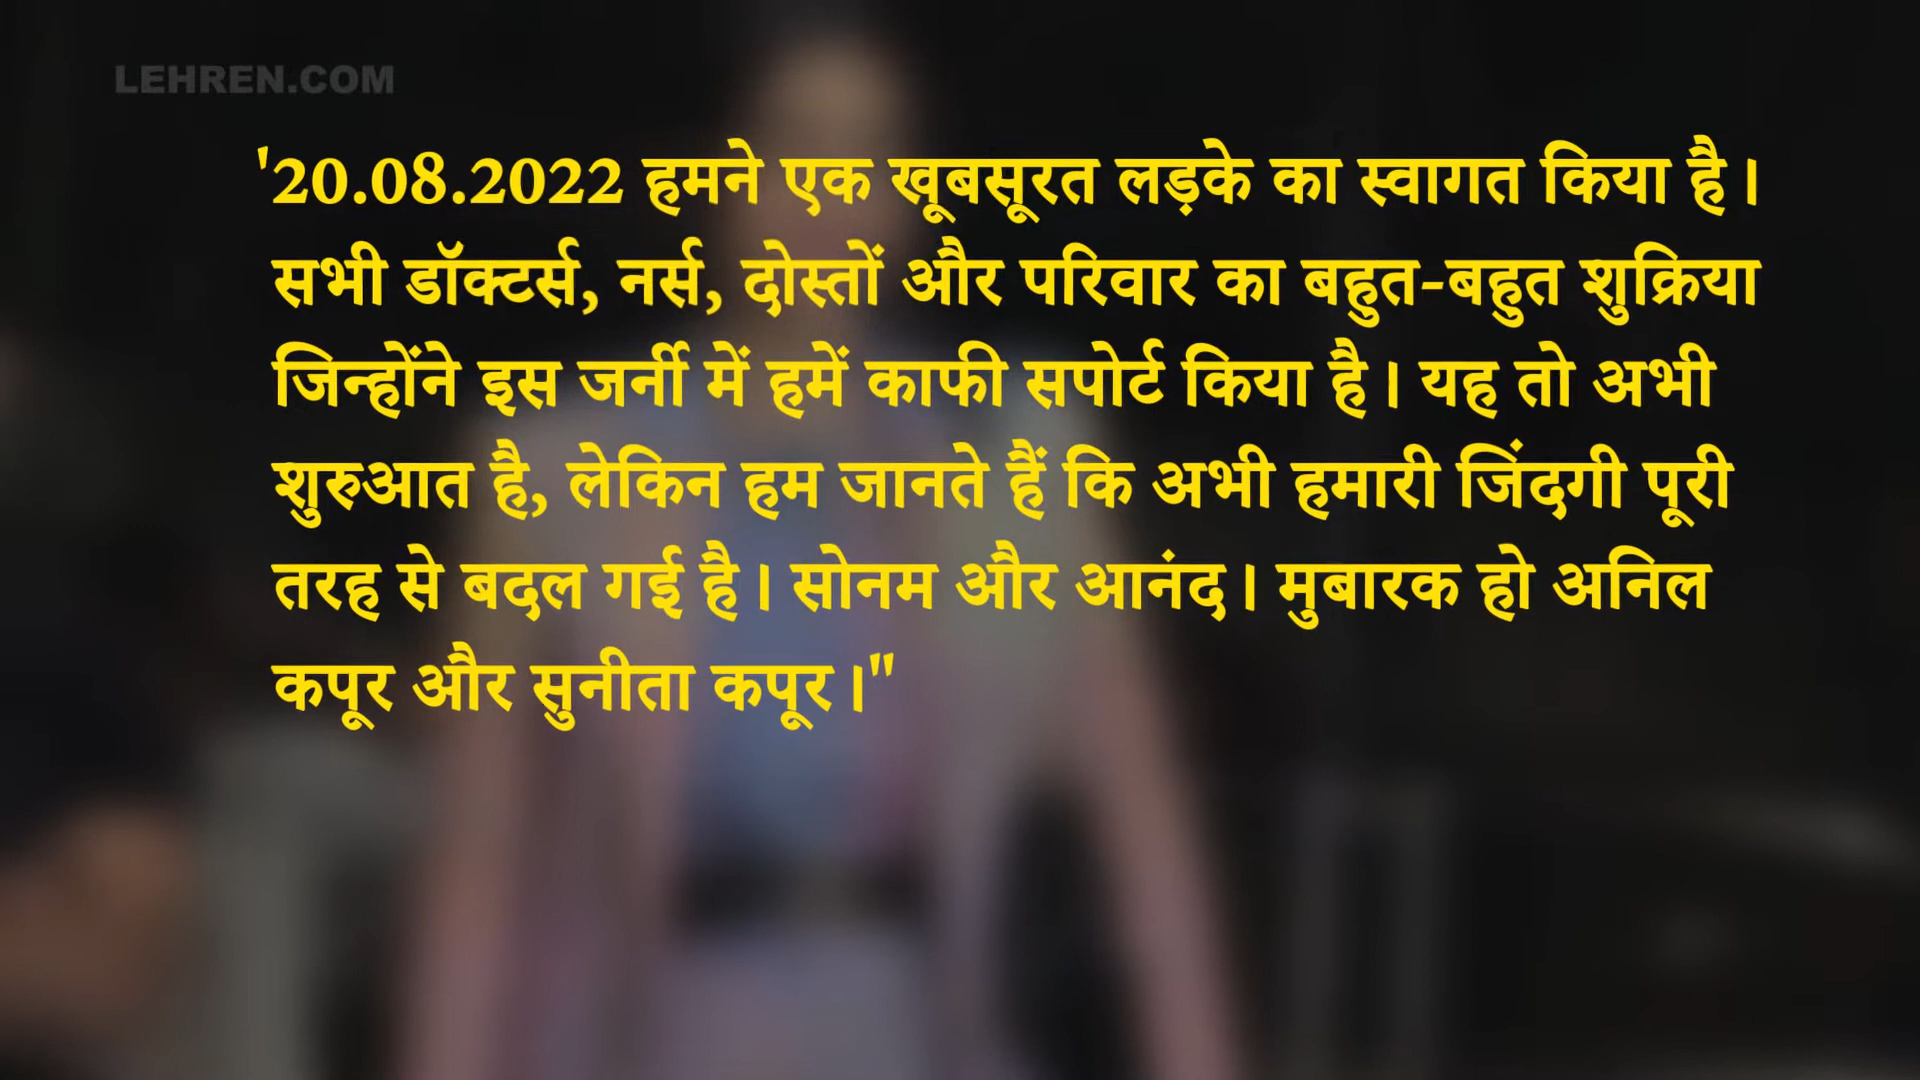 LEHREN.COM
'20.08.2022 हमने एक खूबसूरत लड़के का स्वागत किया है।
सभी डॉक्टर्स, नर्स, दोस्तों और परिवार का बहुत-बहुत शुक्रिया
जिन्होंने इस जर्नी में हमें काफी सपोर्ट किया है। यह तो अभी
शुरुआत है, लेकिन हम जानते हैं कि अभी हमारी जिंदगी पूरी
तरह से बदल गई है। सोनम और आनंद। मुबारक हो अनिल
कपूर और सुनीता कपूर।"